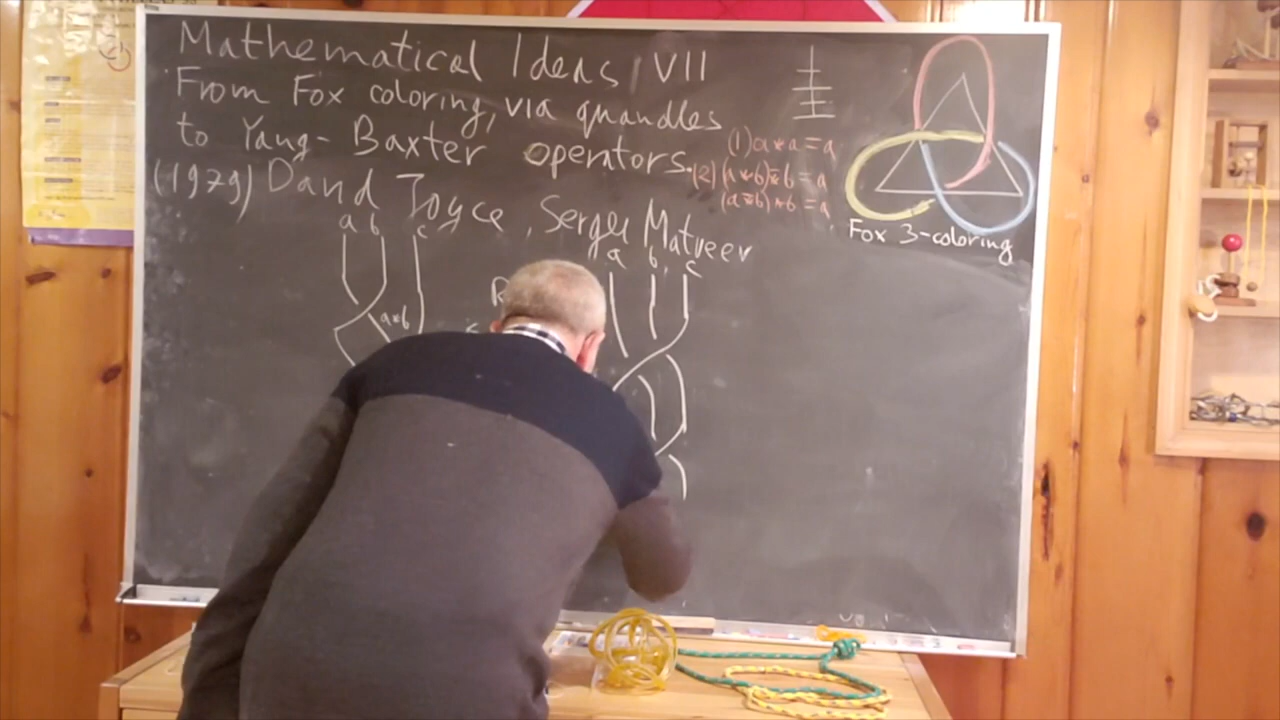 Mathematical Ideas VII
From Fox coloring, via quandles
to Yang-Baxter operators.
(1) a*a=a
(2) (a*b)*̄b=a
(a*̄b)*b=a
(1979) David Joyce, Sergei Matveev
Fox 3-coloring
a b c
a b c
R
a*b